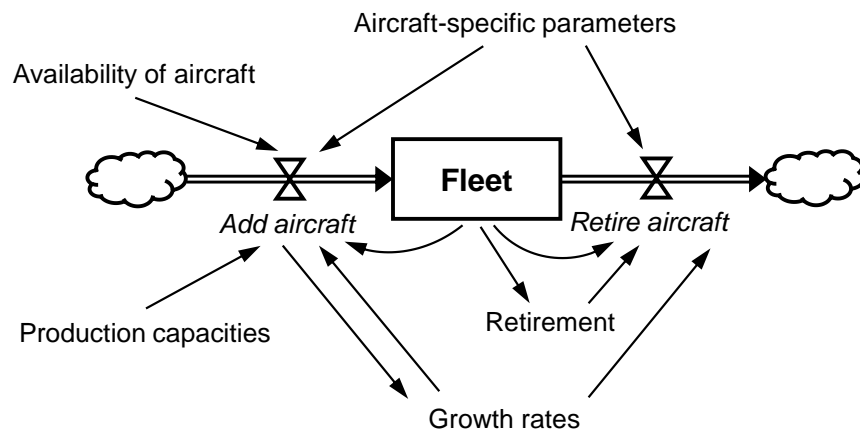 Aircraft-specific parameters
Availability of aircraft
Fleet
Add aircraft
Retire aircraft
Production capacities
Retirement
Growth rates